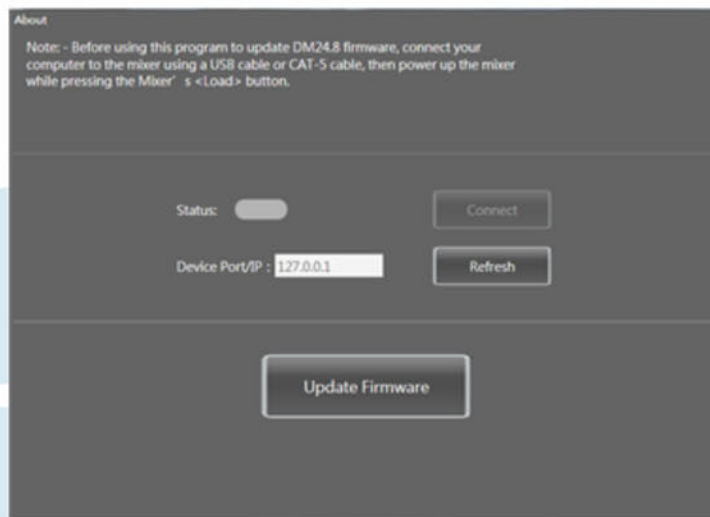 About
Note: - Before using this program to update DM24.8 firmware, connect your
computer to the mixer using a USB cable or CAT-5 cable, then power up the mixer
while pressing the Mixer’s <Load> button.
Status:
Connect
Device Port/IP : 127.0.0.1
Refresh
Update Firmware